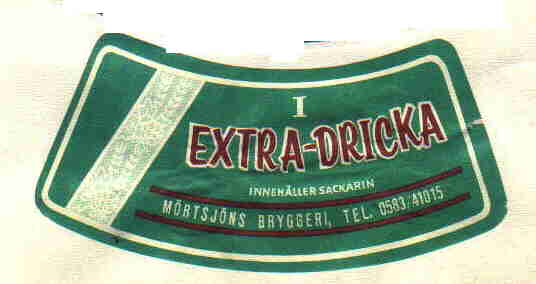 I
EXTRA-DRICKA
INNEHÅLLER SACKARIN
MÖRTSJÖNS BRYGGERI, TEL. 0583/41015